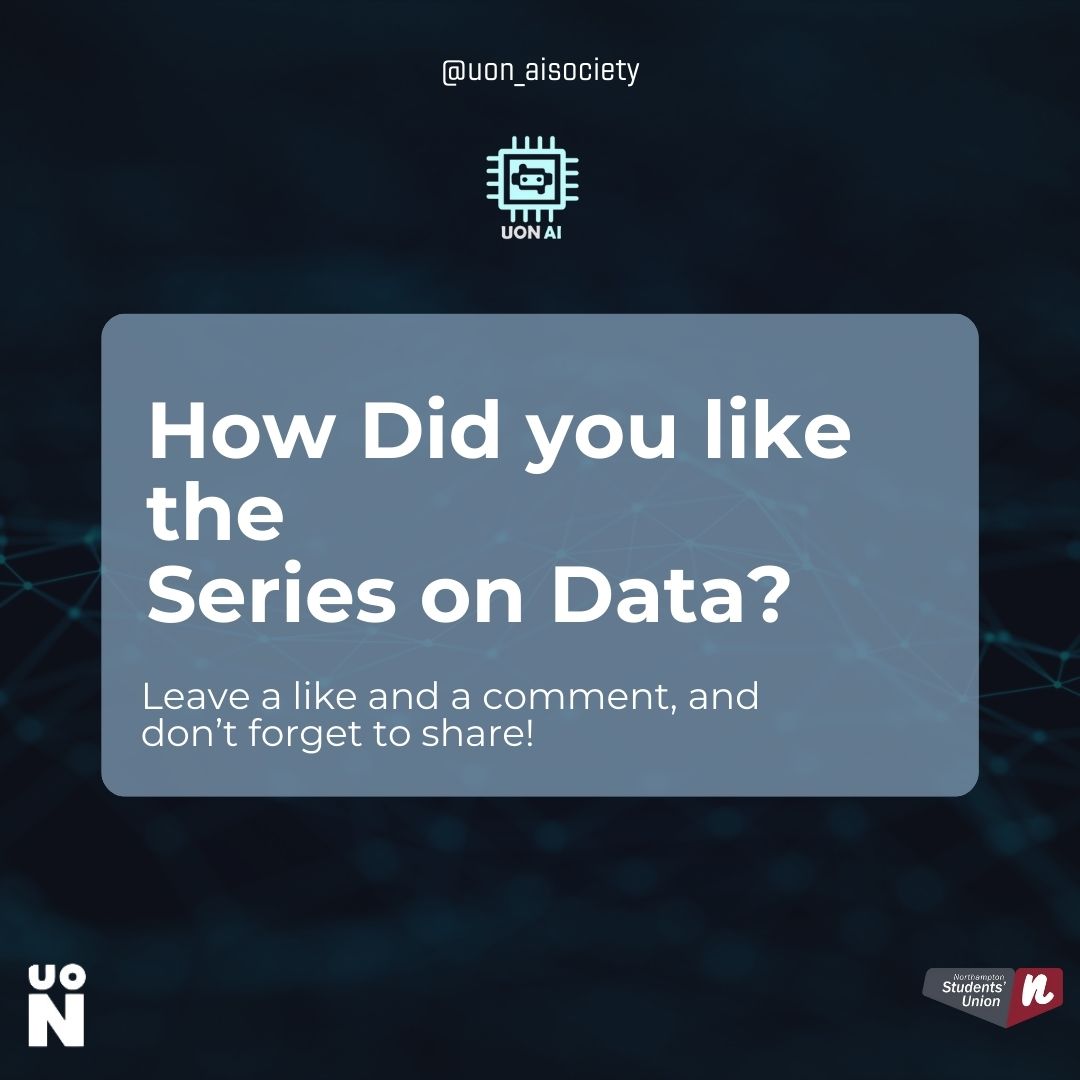 @uon_aisociety
UON AI
How Did you like
the
Series on Data?
Leave a like and a comment, and
don’t forget to share!
UO
N
Northampton
Students'
Union
n